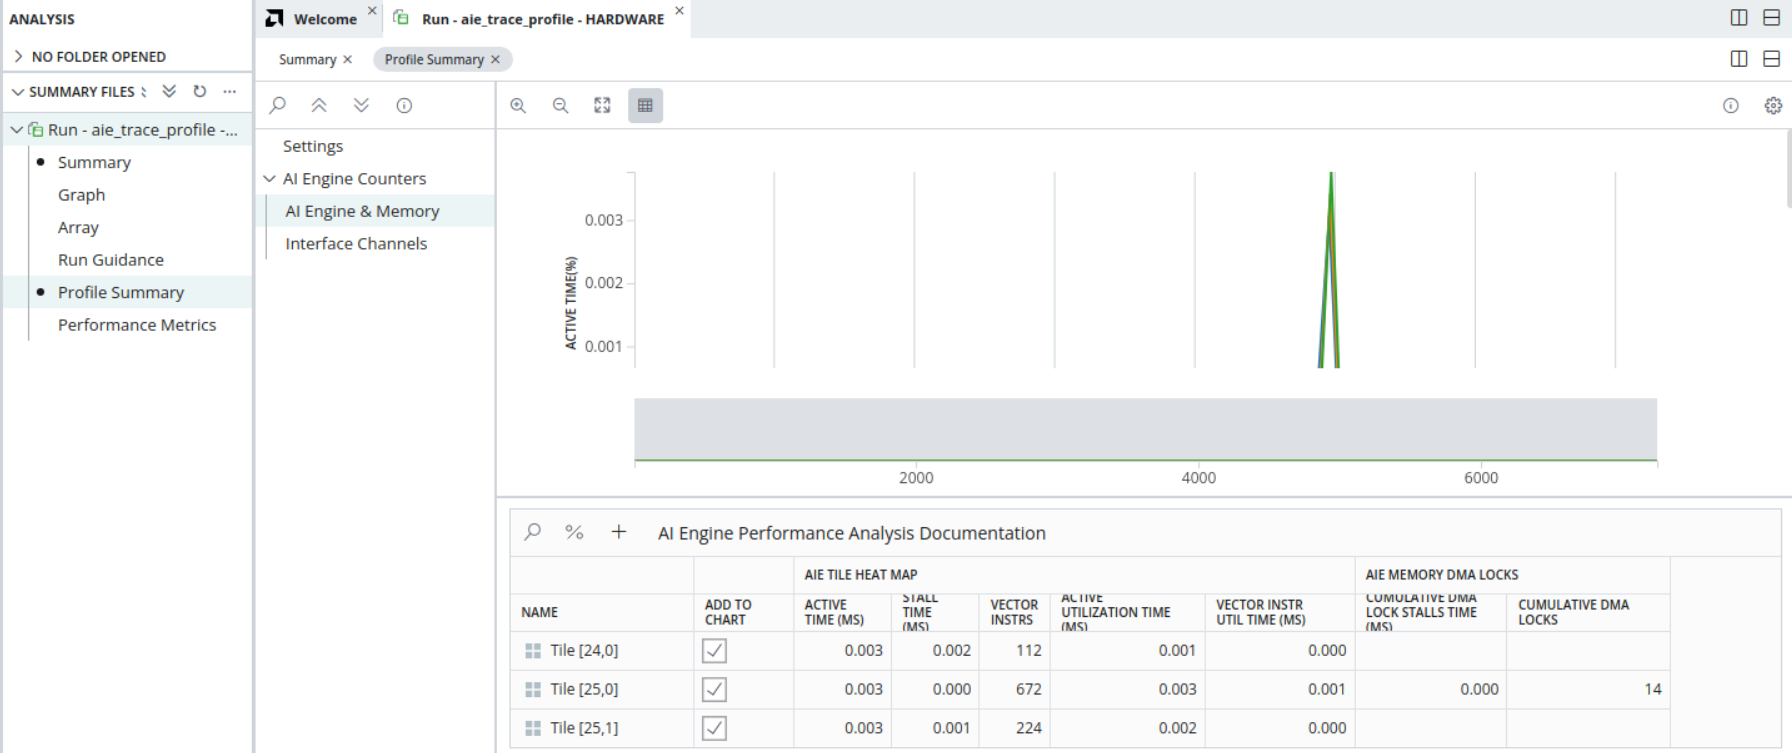 ANALYSIS
NO FOLDER OPENED
SUMMARY FILES
Run - aie_trace_profile -...
Summary
Graph
Array
Run Guidance
Profile Summary
Performance Metrics
Welcome
Run - aie_trace_profile - HARDWARE
Summary
Profile Summary
Settings
AI Engine Counters
AI Engine & Memory
Interface Channels
ACTIVE TIME(%)
0.003
0.002
0.001
2000 4000 6000
AI Engine Performance Analysis Documentation
AIE TILE HEAT MAP AIE MEMORY DMA LOCKS
NAME ADD TO CHART ACTIVE TIME (MS) STALL TIME (MS) VECTOR INSTRS ACTIVE UTILIZATION TIME (MS) VECTOR INSTR UTIL TIME (MS) CUMULATIVE DMA LOCK STALLS TIME (MS) CUMULATIVE DMA LOCKS
Tile [24,0] 0.003 0.002 112 0.001 0.000
Tile [25,0] 0.003 0.000 672 0.003 0.001 0.000 14
Tile [25,1] 0.003 0.001 224 0.002 0.000